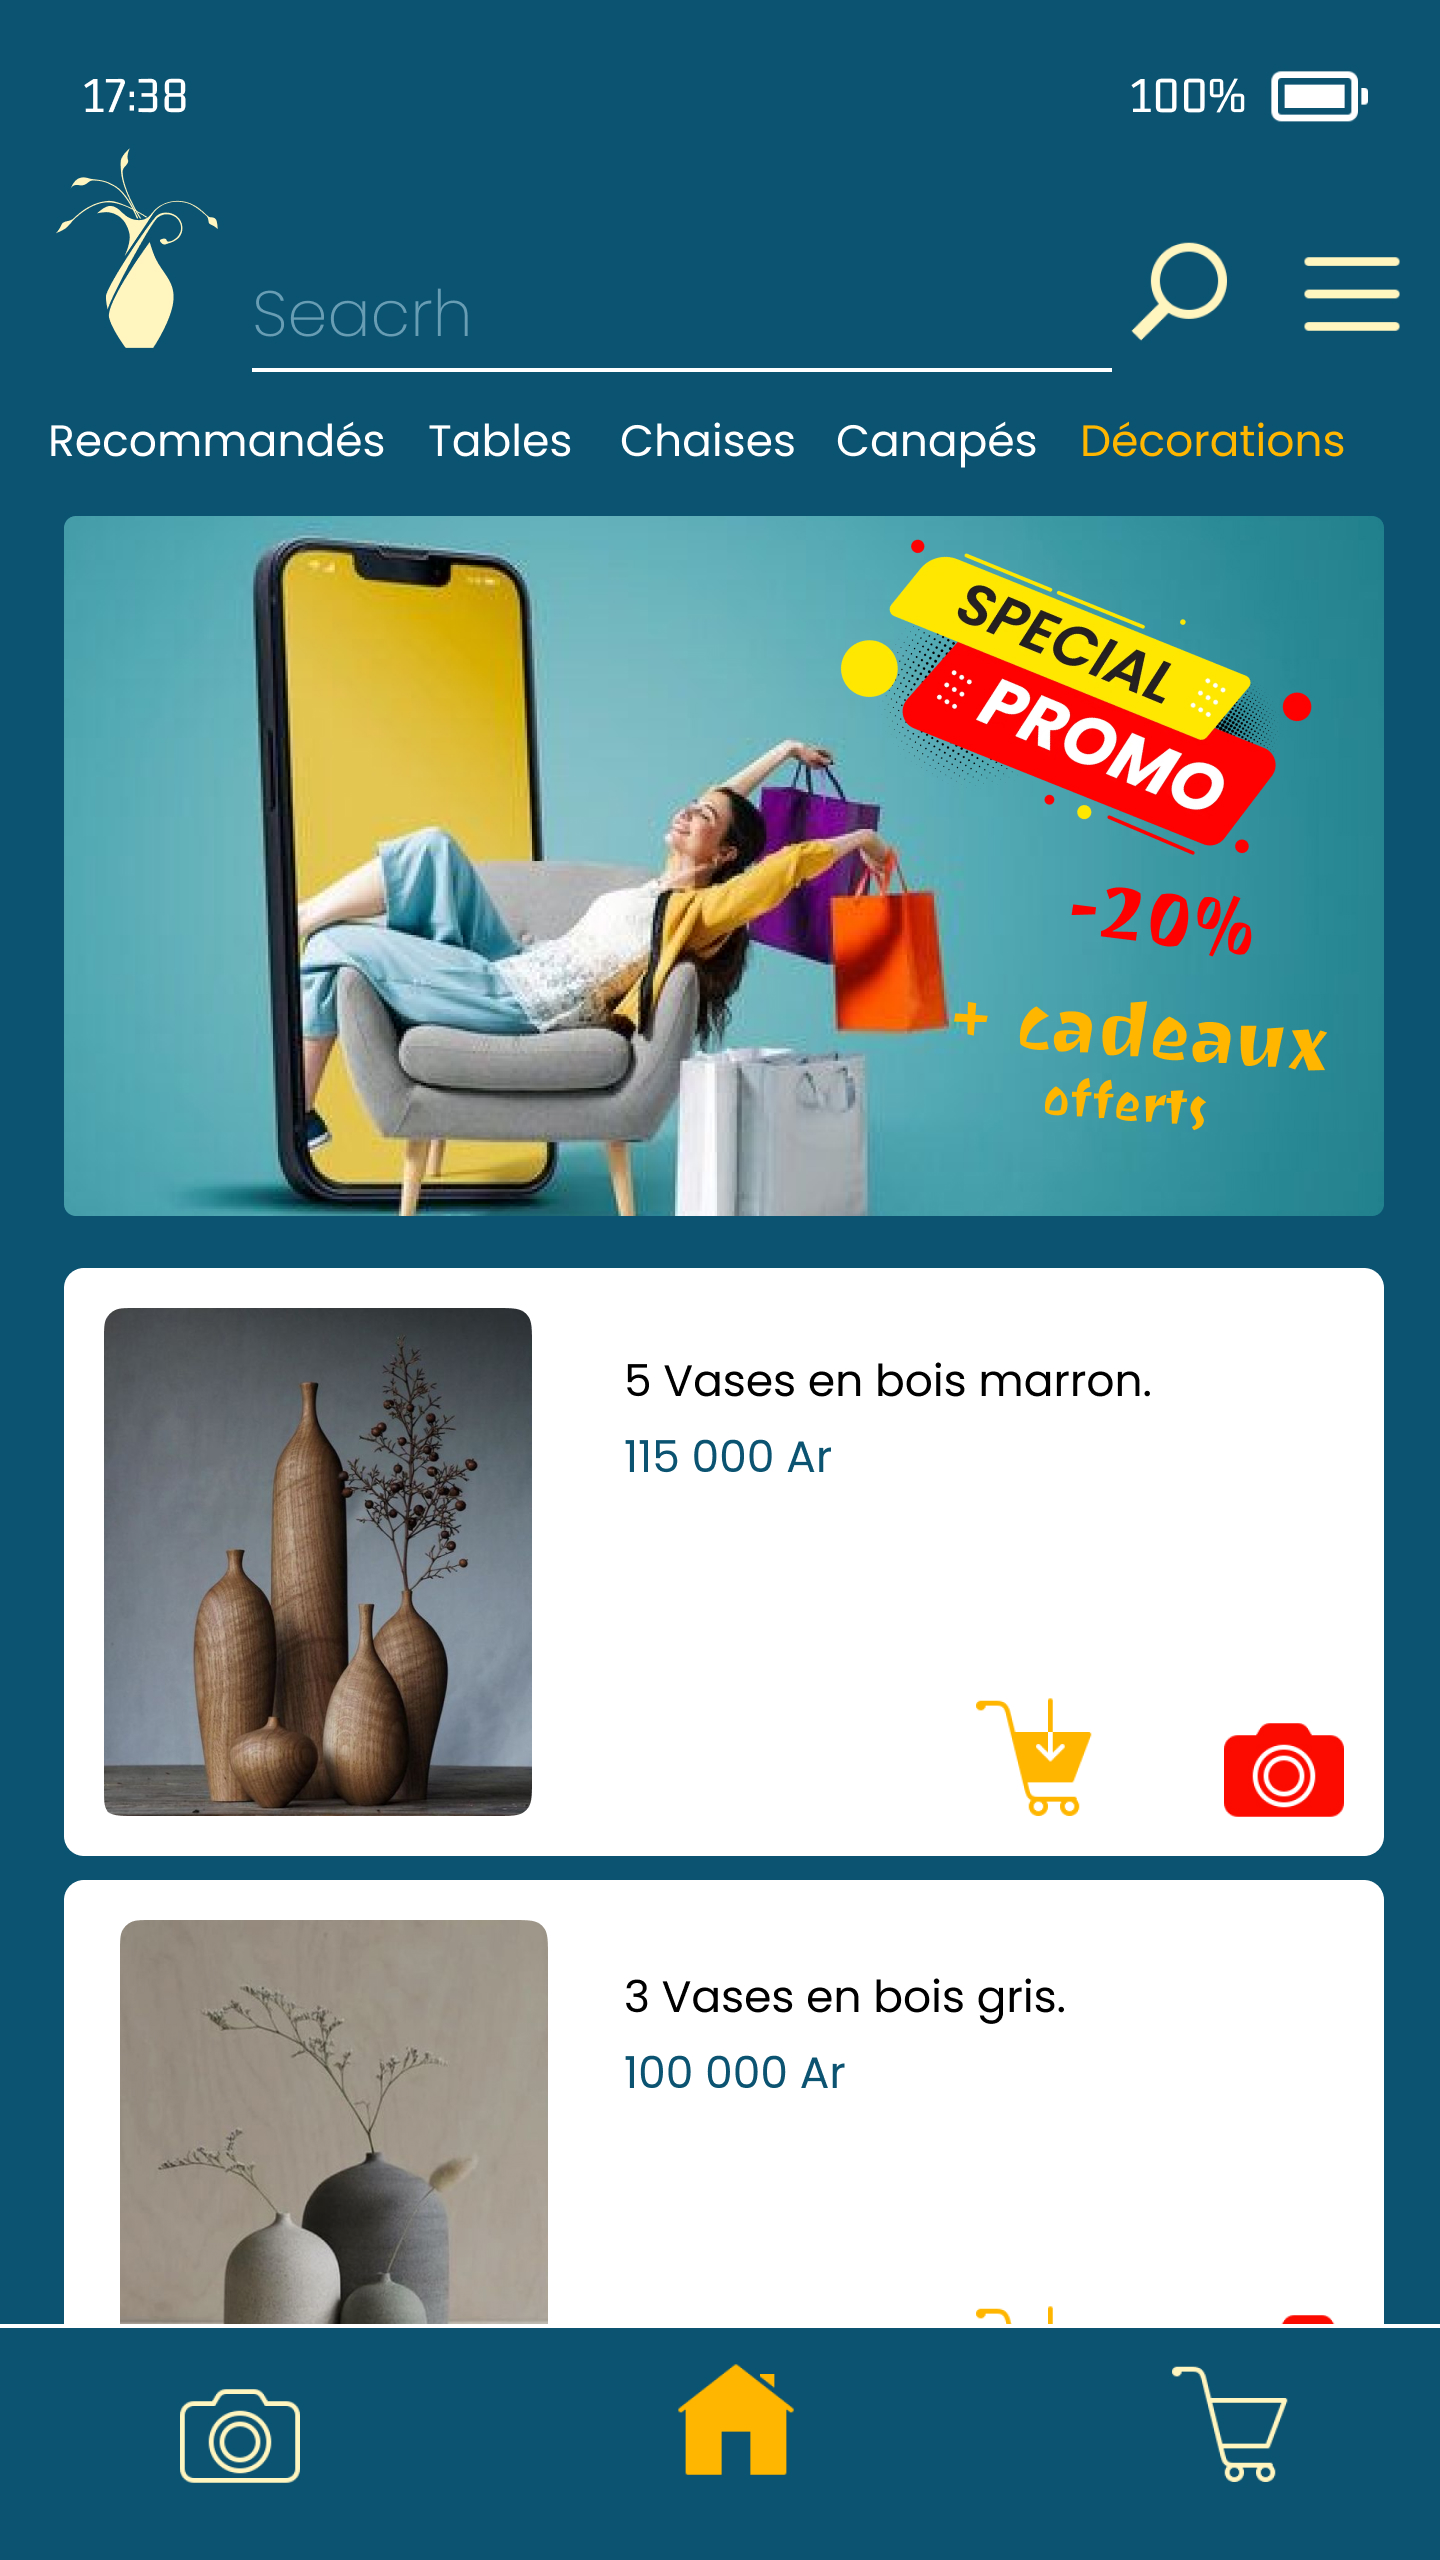 17:38
100%
Seacrh
Recommandés Tables Chaises Canapés Décorations
SPECIAL
PROMO
-20%
+ cadeaux
offerts
5 Vases en bois marron.
115 000 Ar
3 Vases en bois gris.
100 000 Ar